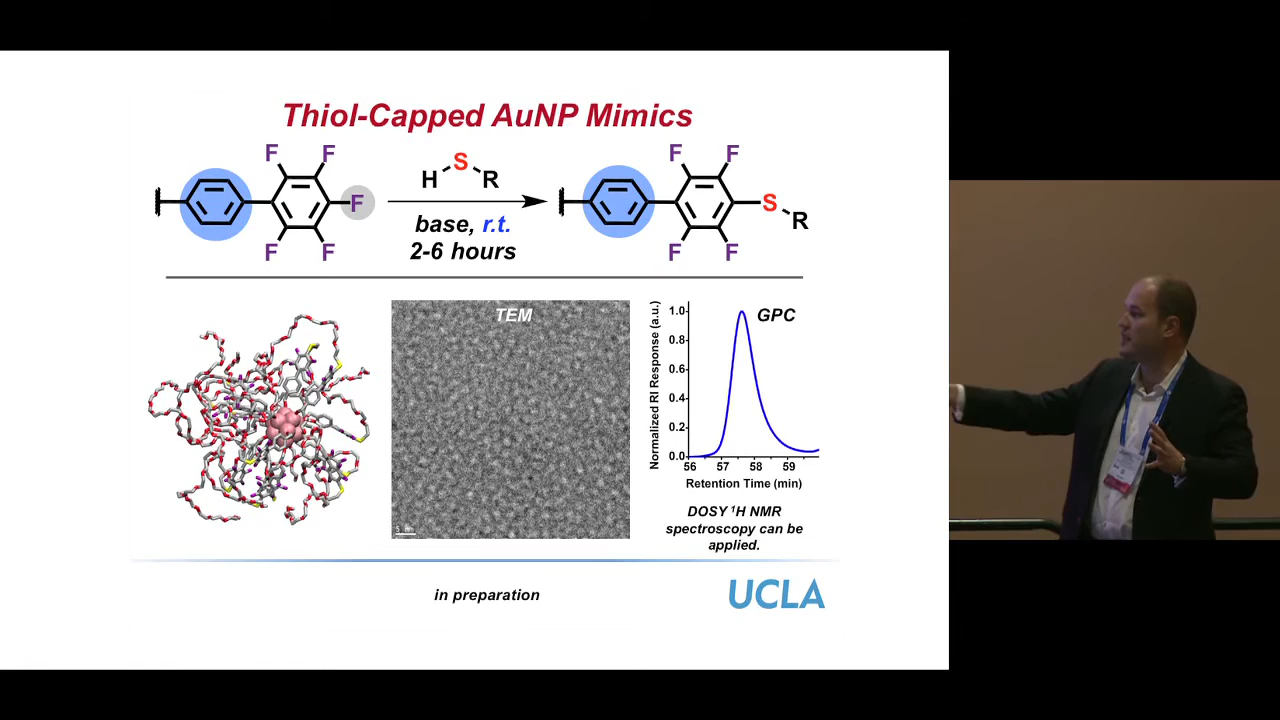 Thiol-Capped AuNP Mimics
F F F F F
H S R
base, r.t.
2-6 hours
F F F F S R
TEM
5 nm
GPC
Normalized RI Response (a.u.)
1.0
0.8
0.6
0.4
0.2
0.0
56 57 58 59
Retention Time (min)
DOSY ¹H NMR
spectroscopy can be
applied.
in preparation
UCLA